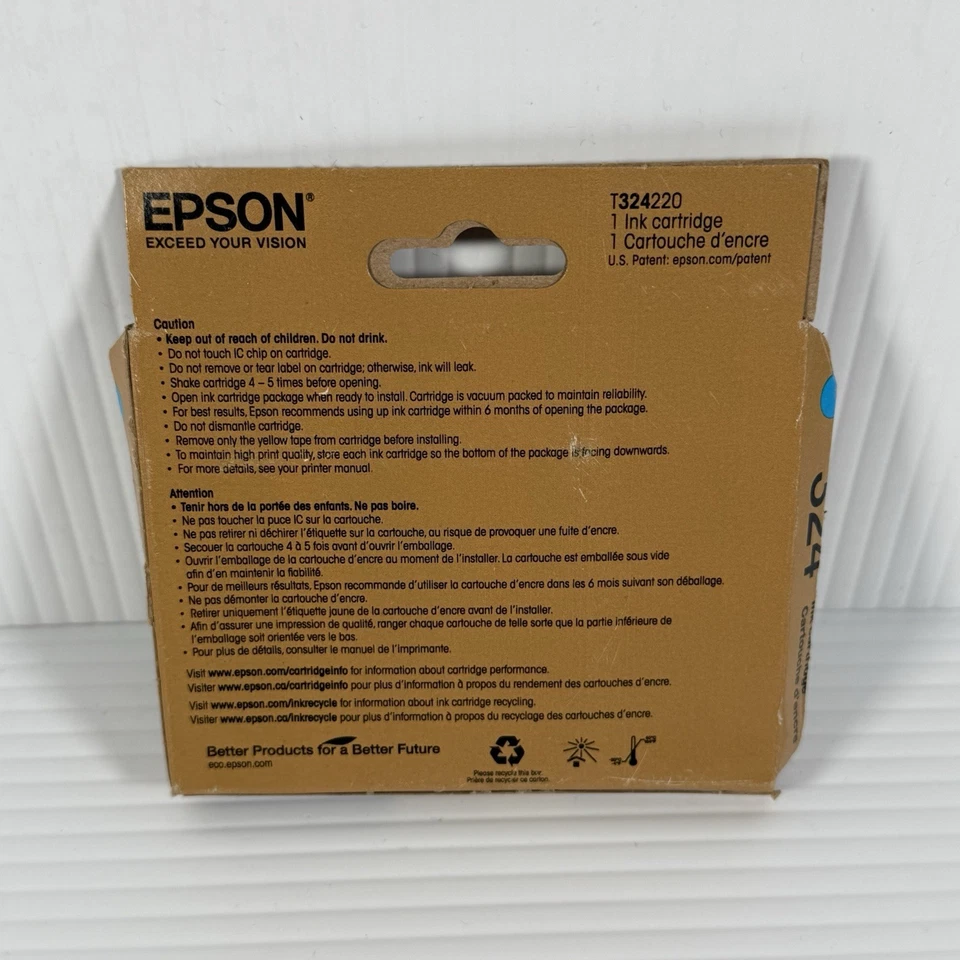 EPSON®
EXCEED YOUR VISION
T324220
1 Ink cartridge
1 Cartouche d'encre
U.S. Patent: epson.com/patent
Caution
• Keep out of reach of children. Do not drink.
• Do not touch IC chip on cartridge.
• Do not remove or tear label on cartridge; otherwise, ink will leak.
• Shake cartridge 4 – 5 times before opening.
• Open ink cartridge package when ready to install. Cartridge is vacuum packed to maintain reliability.
• For best results, Epson recommends using up ink cartridge within 6 months of opening the package.
• Do not dismantle cartridge.
• Remove only the yellow tape from cartridge before installing.
• To maintain high print quality, store each ink cartridge so the bottom of the package is facing downwards.
• For more details, see your printer manual.
Attention
• Tenir hors de la portée des enfants. Ne pas boire.
• Ne pas toucher la puce IC sur la cartouche.
• Ne pas retirer ni déchirer l'étiquette sur la cartouche, au risque de provoquer une fuite d'encre.
• Secouer la cartouche 4 à 5 fois avant d'ouvrir l'emballage.
• Ouvrir l'emballage de la cartouche d'encre au moment de l'installer. La cartouche est emballée sous vide
afin d'en maintenir la fiabilité.
• Pour de meilleurs résultats, Epson recommande d'utiliser la cartouche d'encre dans les 6 mois suivant son déballage.
• Ne pas démonter la cartouche d'encre.
• Retirer uniquement l'étiquette jaune de la cartouche d'encre avant de l'installer.
• Afin d'assurer une impression de qualité, ranger chaque cartouche de telle sorte que la partie inférieure de
l'emballage soit orientée vers le bas.
• Pour plus de détails, consulter le manuel de l'imprimante.
Visit www.epson.com/cartridgeinfo for information about cartridge performance.
Visiter www.epson.ca/cartridgeinfo pour plus d'information à propos du rendement des cartouches d'encre.
Visit www.epson.com/inkrecycle for information about ink cartridge recycling.
Visiter www.epson.ca/inkrecycle pour plus d'information à propos du recyclage des cartouches d'encre.
Better Products for a Better Future
eco.epson.com
Please recycle this box.
Prière de recycler ce carton.
324
Cartouche d'encre